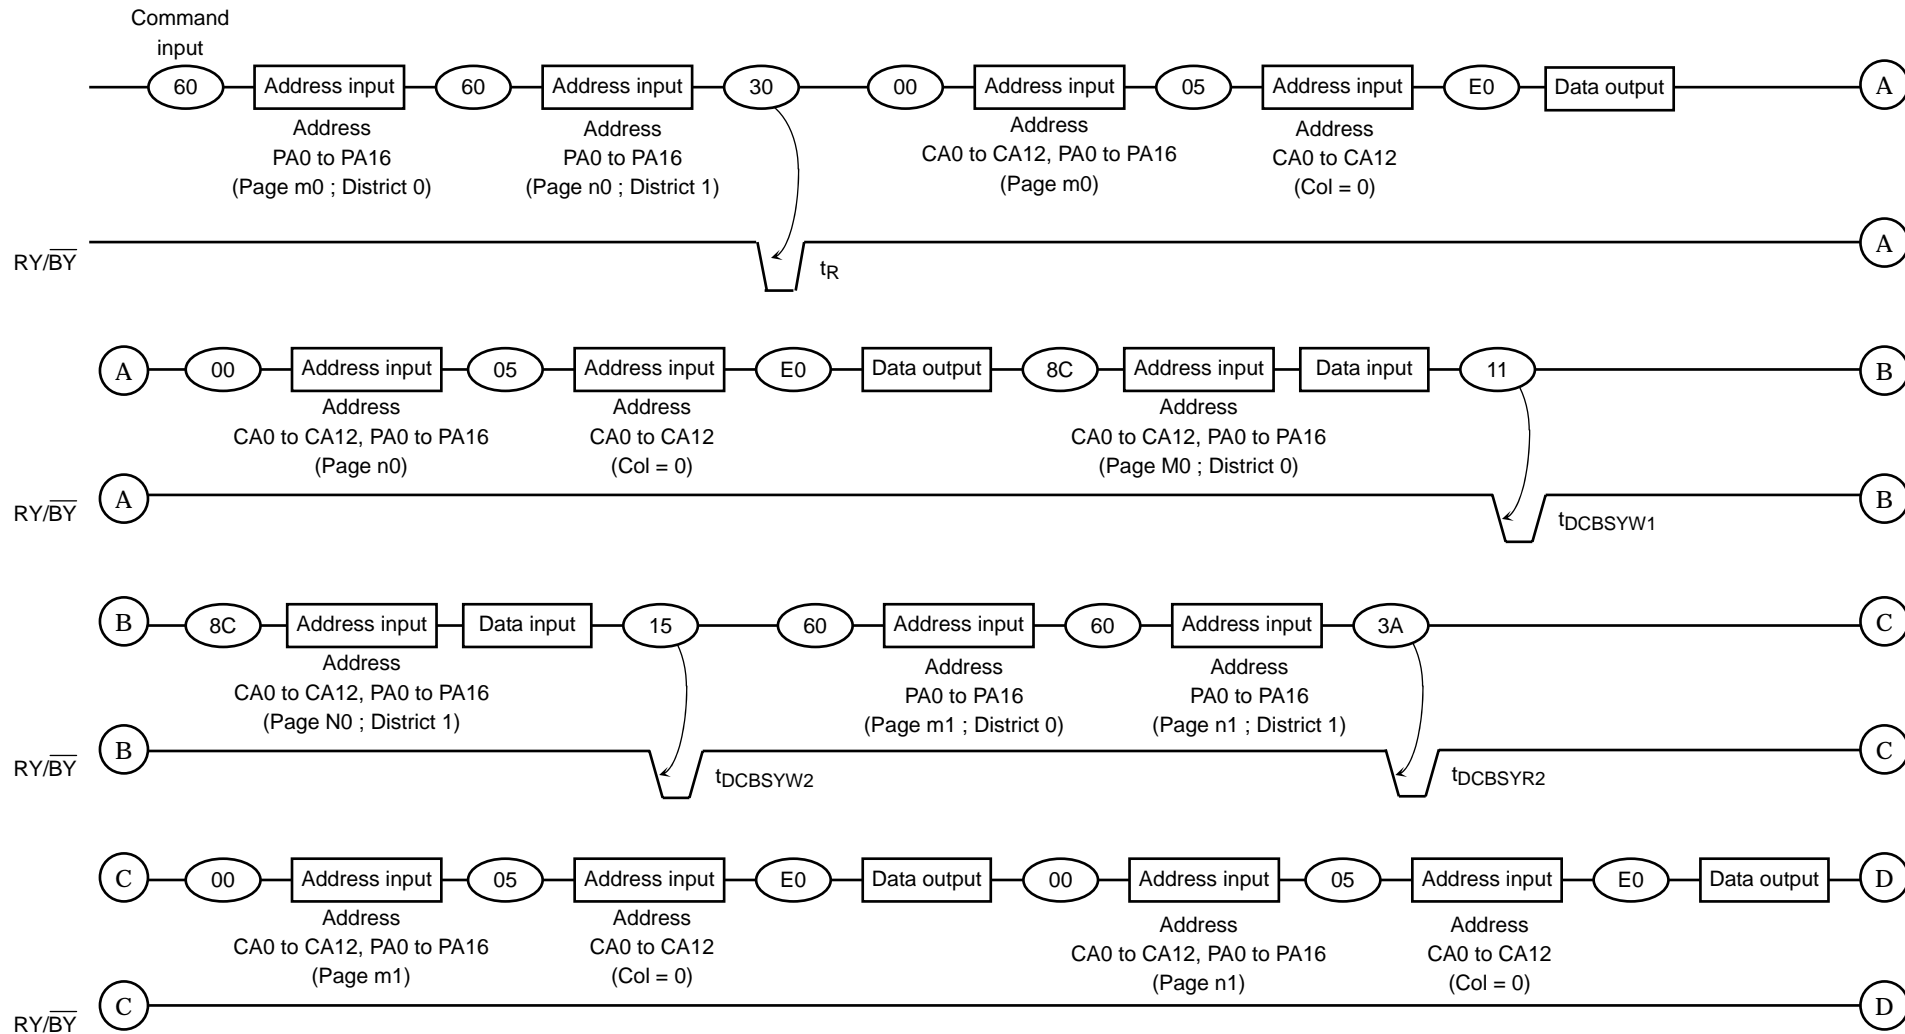 Command
input
60 Address input 60 Address input 30 00 Address input 05 Address input E0 Data output A
Address
PA0 to PA16
(Page m0 ; District 0)
Address
PA0 to PA16
(Page n0 ; District 1)
Address
CA0 to CA12, PA0 to PA16
(Page m0)
Address
CA0 to CA12
(Col = 0)
RY/BY tR A
A 00 Address input 05 Address input E0 Data output 8C Address input Data input 11 B
Address
CA0 to CA12, PA0 to PA16
(Page n0)
Address
CA0 to CA12
(Col = 0)
Address
CA0 to CA12, PA0 to PA16
(Page M0 ; District 0)
RY/BY A tDCBSYW1 B
B 8C Address input Data input 15 60 Address input 60 Address input 3A C
Address
CA0 to CA12, PA0 to PA16
(Page N0 ; District 1)
Address
PA0 to PA16
(Page m1 ; District 0)
Address
PA0 to PA16
(Page n1 ; District 1)
RY/BY B tDCBSYW2 tDCBSYR2 C
C 00 Address input 05 Address input E0 Data output 00 Address input 05 Address input E0 Data output D
Address
CA0 to CA12, PA0 to PA16
(Page m1)
Address
CA0 to CA12
(Col = 0)
Address
CA0 to CA12, PA0 to PA16
(Page n1)
Address
CA0 to CA12
(Col = 0)
RY/BY C D